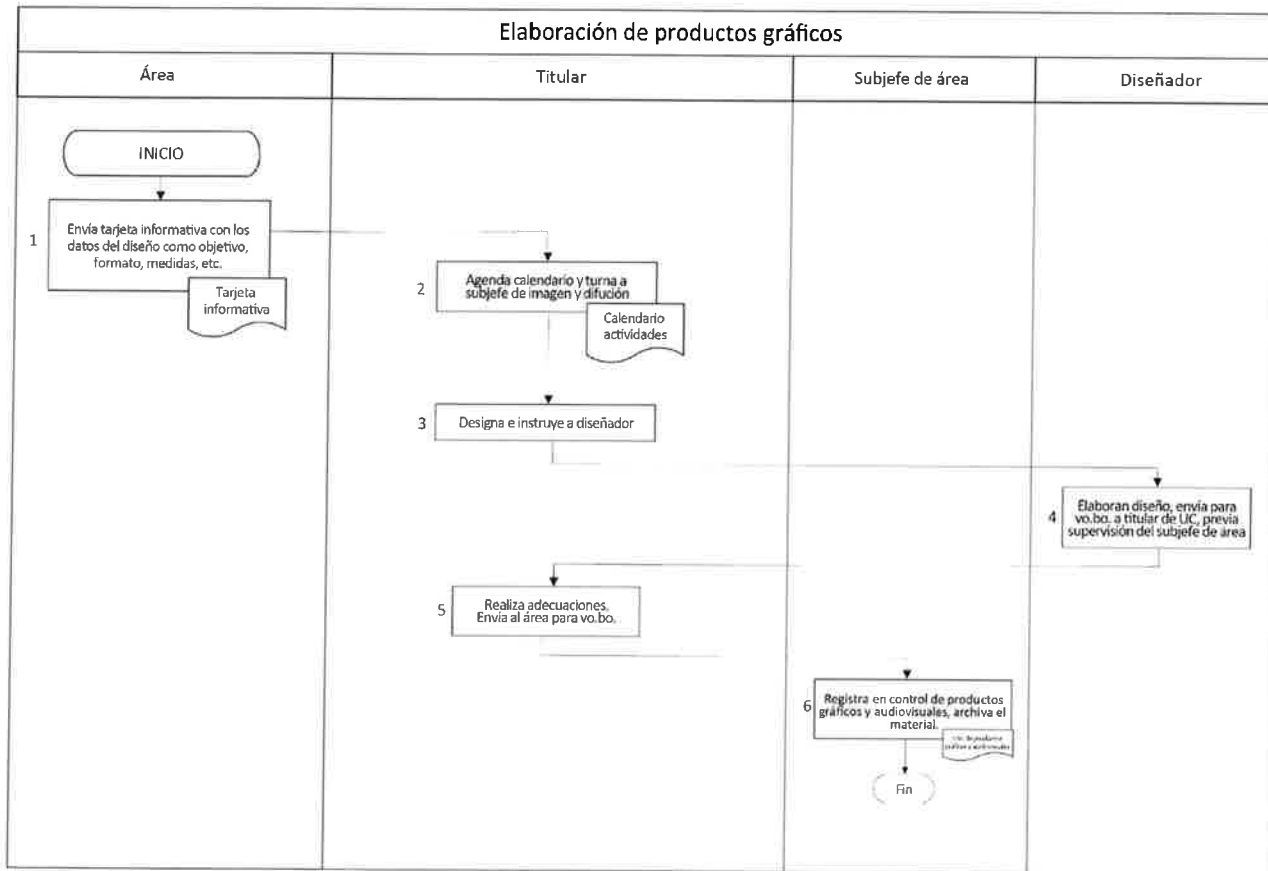 Elaboración de productos gráficos
Área
Titular
Subjefe de área
Diseñador
INICIO
1
Envía tarjeta informativa con los
datos del diseño como objetivo,
formato, medidas, etc.
Tarjeta
informativa
2
Agenda calendario y turna a
subjefe de imagen y difución
Calendario
actividades
3
Designa e instruye a diseñador
4
Elaboran diseño, envía para
vo.bo. a titular de UC, previa
supervisión del subjefe de área
5
Realiza adecuaciones.
Envia al área para vo.bo.
6
Registra en control de productos
gráficos y audiovisuales, archiva el
material.
Fin